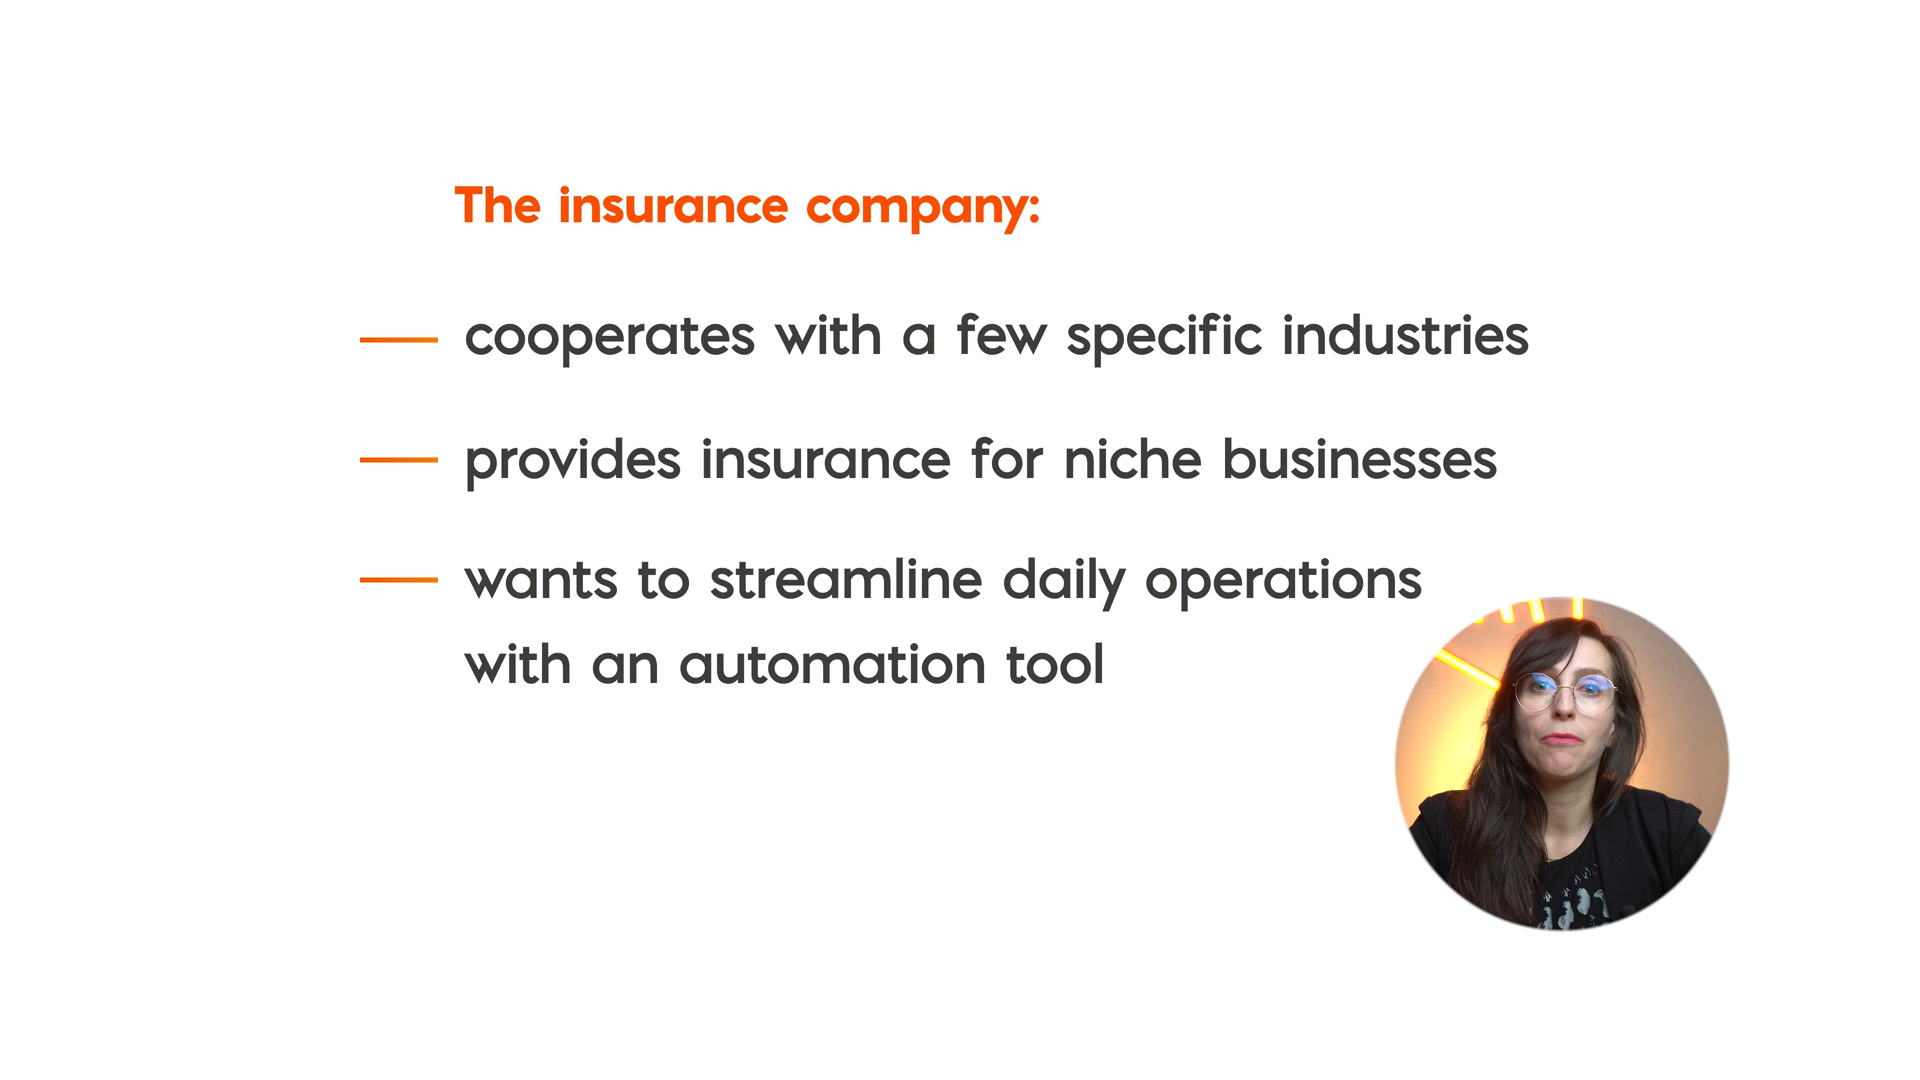 The insurance company:
cooperates with a few specific industries
provides insurance for niche businesses
wants to streamline daily operations
with an automation tool